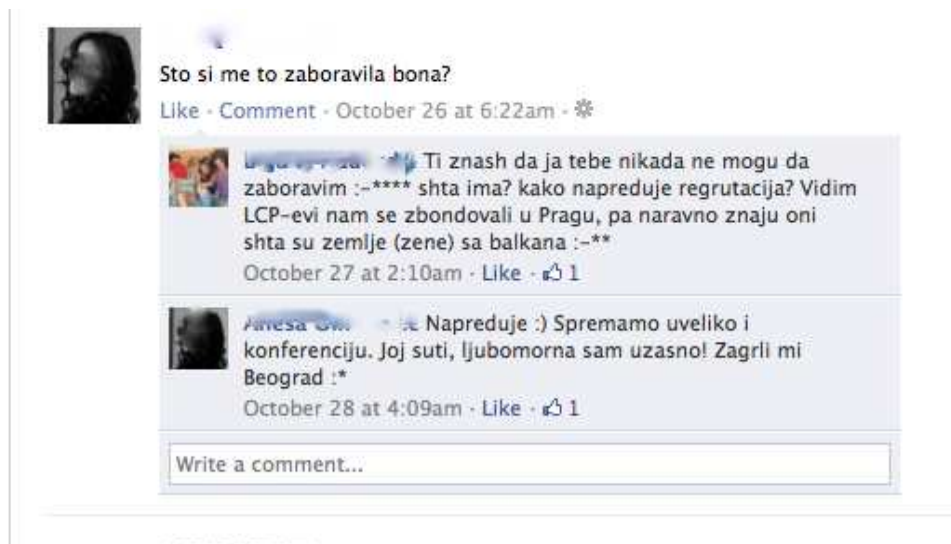 Sto si me to zaboravila bona?
Like · Comment · October 26 at 6:22am ·
Ti znash da ja tebe nikada ne mogu da
zaboravim :-**** shta ima? kako napreduje regrutacija? Vidim
LCP-evi nam se zbondovali u Pragu, pa naravno znaju oni
shta su zemlje (zene) sa balkana :-**
October 27 at 2:10am · Like · 1
Napreduje :) Spremamo uveliko i
konferenciju. Joj suti, ljubomorna sam uzasno! Zagrli mi
Beograd :*
October 28 at 4:09am · Like · 1
Write a comment...